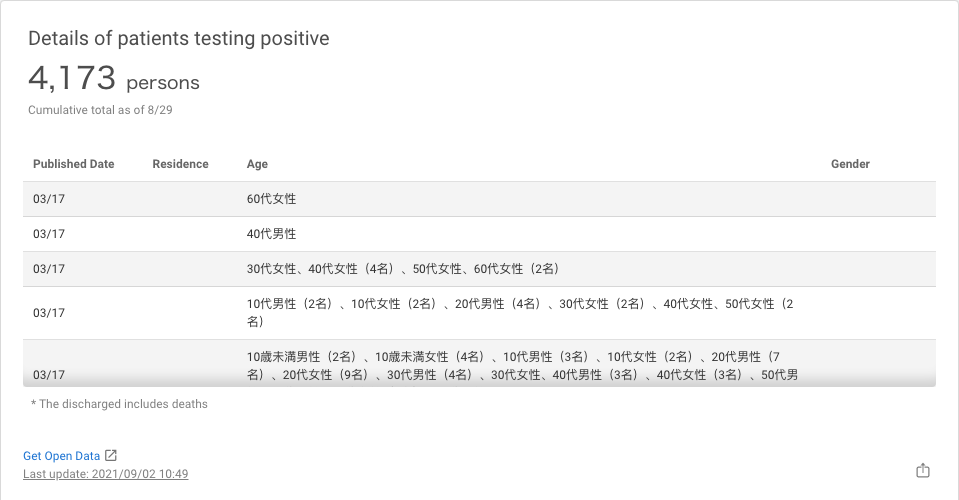 Details of patients testing positive
4,173 persons
Cumulative total as of 8/29
Published Date Residence Age Gender
03/17 60代女性
03/17 40代男性
03/17 30代女性、40代女性（4名）、50代女性、60代女性（2名）
10代男性（2名）、10代女性（2名）、20代男性（4名）、30代女性（2名）、40代女性、50代女性（2
03/17
名）
10歳未満男性（2名）、10歳未満女性（4名）、10代男性（3名）、10代女性（2名）、20代男性（7
03/17 名）、20代女性（9名）、30代男性（4名）、30代女性、40代男性（3名）、40代女性（3名）、50代男
* The discharged includes deaths
Get Open Data
Last update: 2021/09/02 10:49